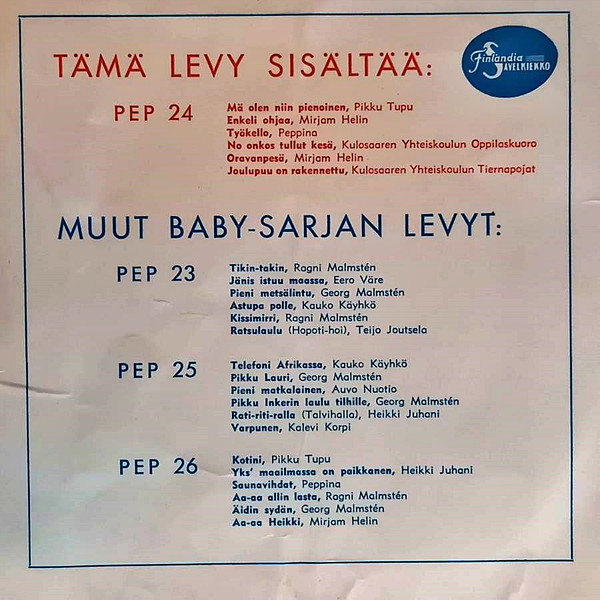 Finlandia
SÄVELKIEKKO
TÄMÄ LEVY SISÄLTÄÄ:
PEP 24
Mä olen niin pienoinen, Pikku Tupu
Enkeli ohjaa, Mirjam Helin
Työkello, Peppina
No onkos tullut kesä, Kulosaaren Yhteiskoulun Oppilaskuoro
Oravanpesä, Mirjam Helin
Joulupuu on rakennettu, Kulosaaren Yhteiskoulun Tiernapojat
MUUT BABY-SARJAN LEVYT:
PEP 23
Tikin-takin, Ragni Malmstén
Jänis istuu maassa, Eero Väre
Pieni metsälintu, Georg Malmstén
Astupa polle, Kauko Käyhkö
Kissimirri, Ragni Malmstén
Ratsulaulu (Hopoti-hoi), Teijo Joutsela
PEP 25
Telefoni Afrikassa, Kauko Käyhkö
Pikku Lauri, Georg Malmstén
Pieni matkalainen, Auvo Nuotio
Pikku Inkerin laulu tilhille, Georg Malmstén
Rati-riti-ralla (Talvihalla), Heikki Juhani
Varpunen, Kalevi Korpi
PEP 26
Kotini, Pikku Tupu
Yks' maailmassa on paikkanen, Heikki Juhani
Saunavihdat, Peppina
Aa-aa allin lasta, Ragni Malmstén
Äidin sydän, Georg Malmstén
Aa-aa Heikki, Mirjam Helin